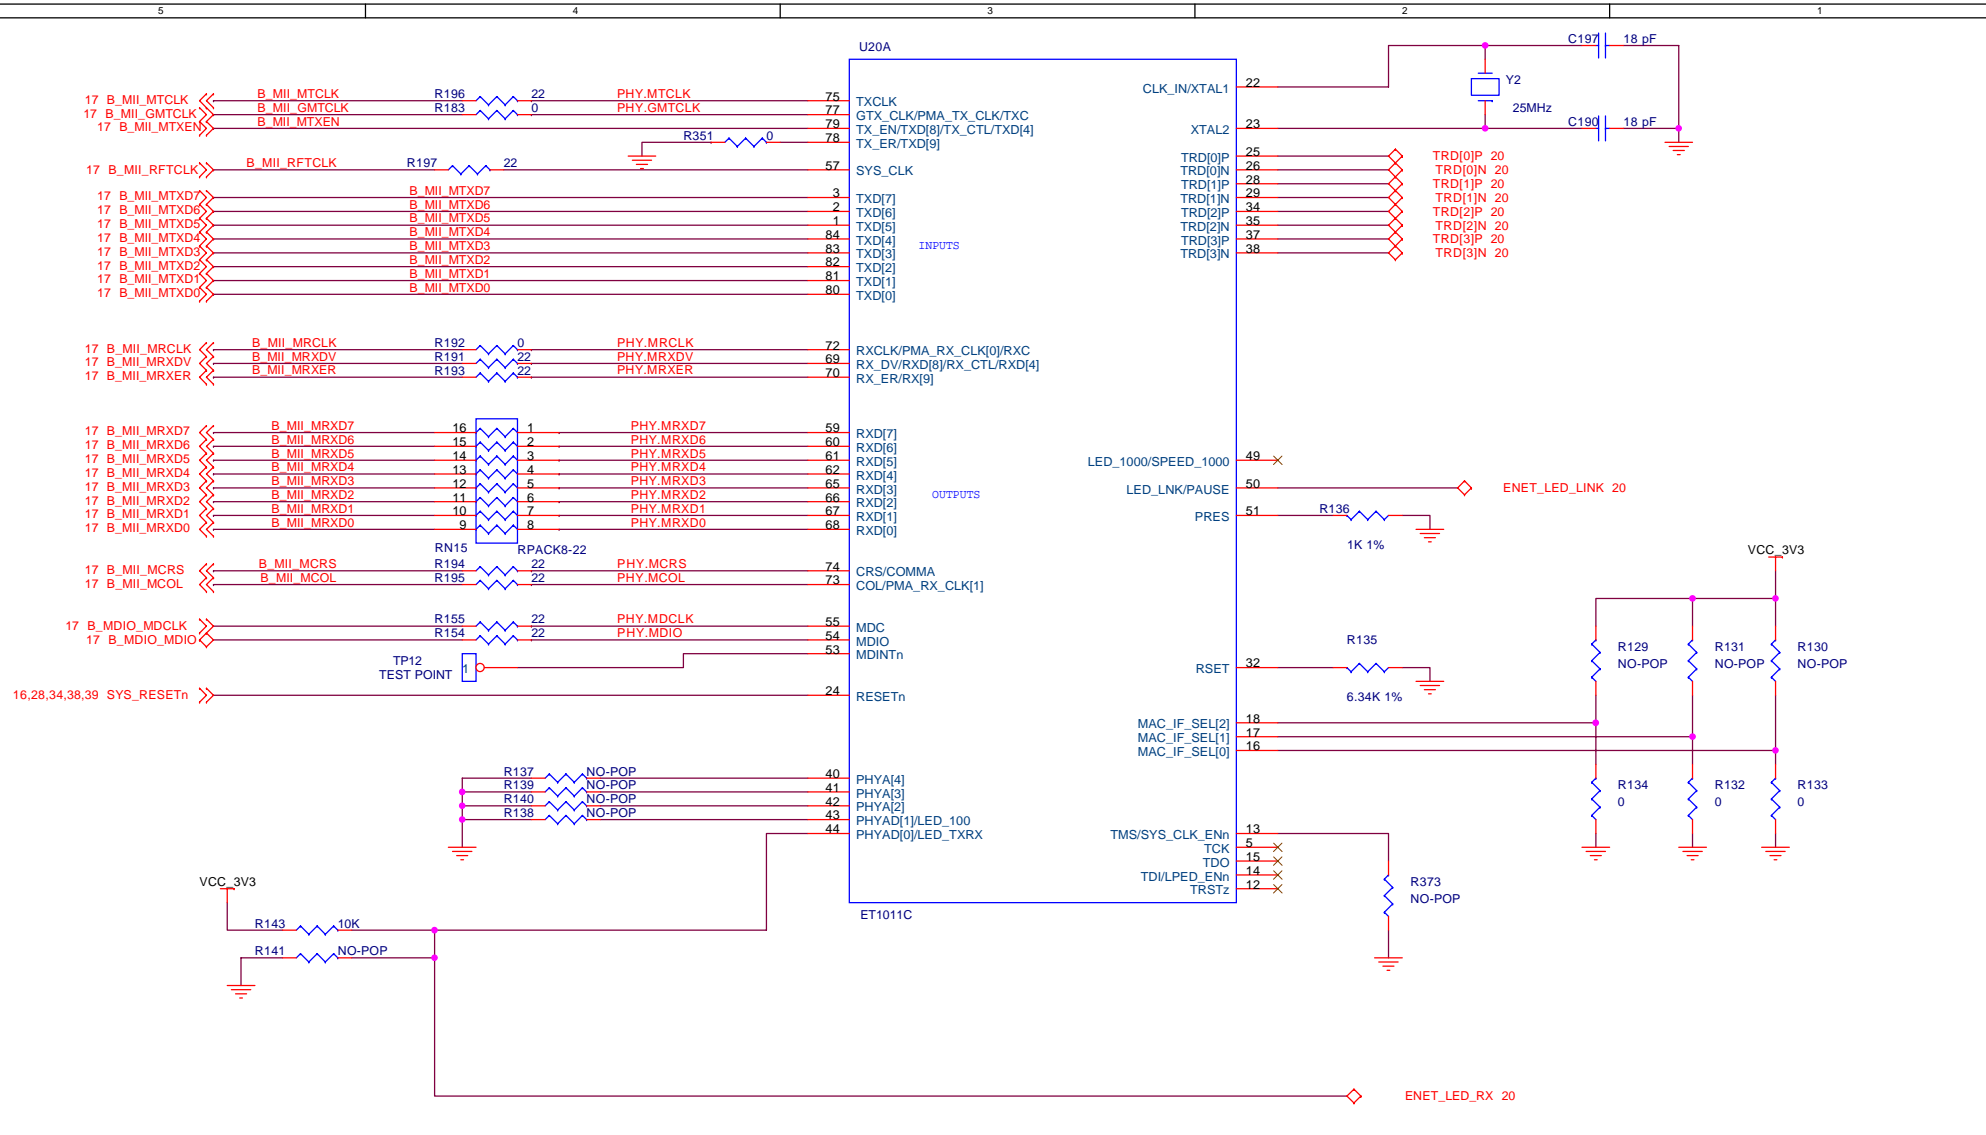 5 4 3 2 1
U20A
C197 18 pF
Y2
25MHz
C190 18 pF
CLK_IN/XTAL1 22
XTAL2 23
17 B_MII_MTCLK B_MII_MTCLK R196 22 PHY.MTCLK 75 TXCLK
17 B_MII_GMTCLK B_MII_GMTCLK R183 0 PHY.GMTCLK 77 GTX_CLK/PMA_TX_CLK/TXC
17 B_MII_MTXEN B_MII_MTXEN 79 TX_EN/TXD[8]/TX_CTL/TXD[4]
R351 0 78 TX_ER/TXD[9]
17 B_MII_RFTCLK B_MII_RFTCLK R197 22 57 SYS_CLK
17 B_MII_MTXD7 B_MII_MTXD7 3 TXD[7]
17 B_MII_MTXD6 B_MII_MTXD6 2 TXD[6]
17 B_MII_MTXD5 B_MII_MTXD5 1 TXD[5]
17 B_MII_MTXD4 B_MII_MTXD4 84 TXD[4]
17 B_MII_MTXD3 B_MII_MTXD3 83 TXD[3]
17 B_MII_MTXD2 B_MII_MTXD2 82 TXD[2]
17 B_MII_MTXD1 B_MII_MTXD1 81 TXD[1]
17 B_MII_MTXD0 B_MII_MTXD0 80 TXD[0]
INPUTS
TRD[0]P 25 TRD[0]P 20
TRD[0]N 26 TRD[0]N 20
TRD[1]P 28 TRD[1]P 20
TRD[1]N 29 TRD[1]N 20
TRD[2]P 34 TRD[2]P 20
TRD[2]N 35 TRD[2]N 20
TRD[3]P 37 TRD[3]P 20
TRD[3]N 38 TRD[3]N 20
17 B_MII_MRCLK B_MII_MRCLK R192 0 PHY.MRCLK 72 RXCLK/PMA_RX_CLK[0]/RXC
17 B_MII_MRXDV B_MII_MRXDV R191 22 PHY.MRXDV 69 RX_DV/RXD[8]/RX_CTL/RXD[4]
17 B_MII_MRXER B_MII_MRXER R193 22 PHY.MRXER 70 RX_ER/RX[9]
17 B_MII_MRXD7 B_MII_MRXD7 16 1 PHY.MRXD7 59 RXD[7]
17 B_MII_MRXD6 B_MII_MRXD6 15 2 PHY.MRXD6 60 RXD[6]
17 B_MII_MRXD5 B_MII_MRXD5 14 3 PHY.MRXD5 61 RXD[5]
17 B_MII_MRXD4 B_MII_MRXD4 13 4 PHY.MRXD4 62 RXD[4]
17 B_MII_MRXD3 B_MII_MRXD3 12 5 PHY.MRXD3 65 RXD[3]
17 B_MII_MRXD2 B_MII_MRXD2 11 6 PHY.MRXD2 66 RXD[2]
17 B_MII_MRXD1 B_MII_MRXD1 10 7 PHY.MRXD1 67 RXD[1]
17 B_MII_MRXD0 B_MII_MRXD0 9 8 PHY.MRXD0 68 RXD[0]
OUTPUTS
RN15 RPACK8-22
LED_1000/SPEED_1000 49
LED_LNK/PAUSE 50 ENET_LED_LINK 20
PRES 51 R136
1K 1%
17 B_MII_MCRS B_MII_MCRS R194 22 PHY.MCRS 74 CRS/COMMA
17 B_MII_MCOL B_MII_MCOL R195 22 PHY.MCOL 73 COL/PMA_RX_CLK[1]
17 B_MDIO_MDCLK R155 22 PHY.MDCLK 55 MDC
17 B_MDIO_MDIO R154 22 PHY.MDIO 54 MDIO
53 MDINTn
TP12
TEST POINT 1
16,28,34,38,39 SYS_RESETn 24 RESETn
VCC_3V3
R129 NO-POP
R131 NO-POP
R130 NO-POP
R135
RSET 32
6.34K 1%
MAC_IF_SEL[2] 18
MAC_IF_SEL[1] 17
MAC_IF_SEL[0] 16
R134 0
R132 0
R133 0
R137 NO-POP 40 PHYA[4]
R139 NO-POP 41 PHYA[3]
R140 NO-POP 42 PHYA[2]
R138 NO-POP 43 PHYAD[1]/LED_100
44 PHYAD[0]/LED_TXRX
TMS/SYS_CLK_ENn 13
TCK 5
TDO 15
TDI/LPED_ENn 14
TRSTz 12
R373
NO-POP
ET1011C
VCC_3V3
R143 10K
R141 NO-POP
ENET_LED_RX 20